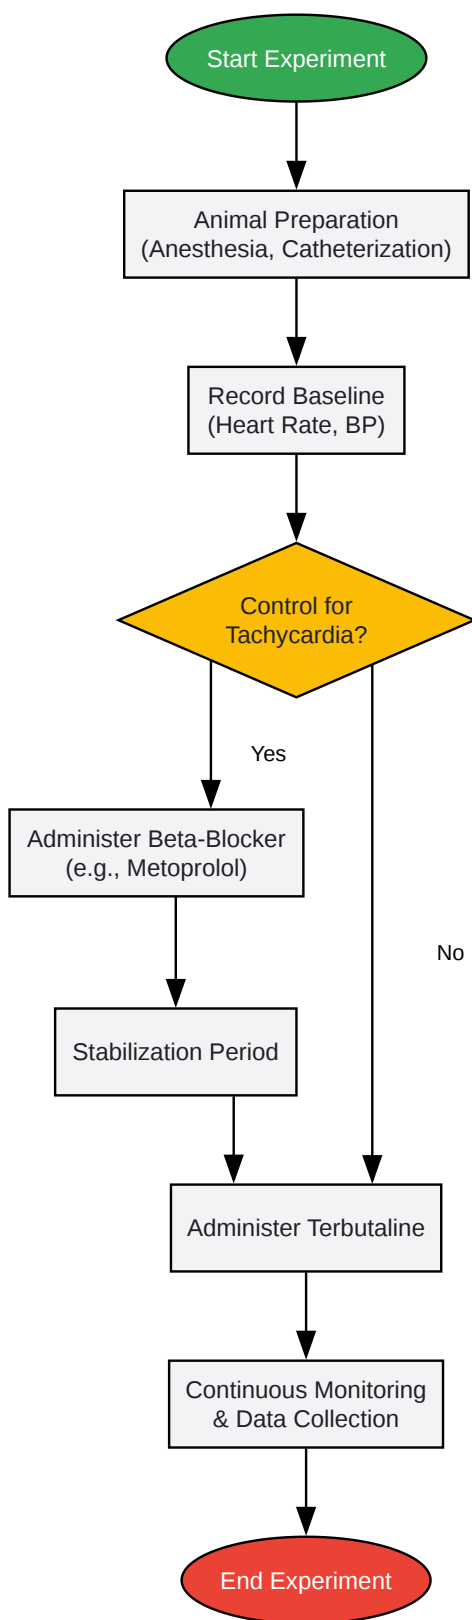 Start Experiment
Animal Preparation
(Anesthesia, Catheterization)
Record Baseline
(Heart Rate, BP)
Control for
Tachycardia?
Yes
Administer Beta-Blocker
(e.g., Metoprolol)
No
Stabilization Period
Administer Terbutaline
Continuous Monitoring
& Data Collection
End Experiment